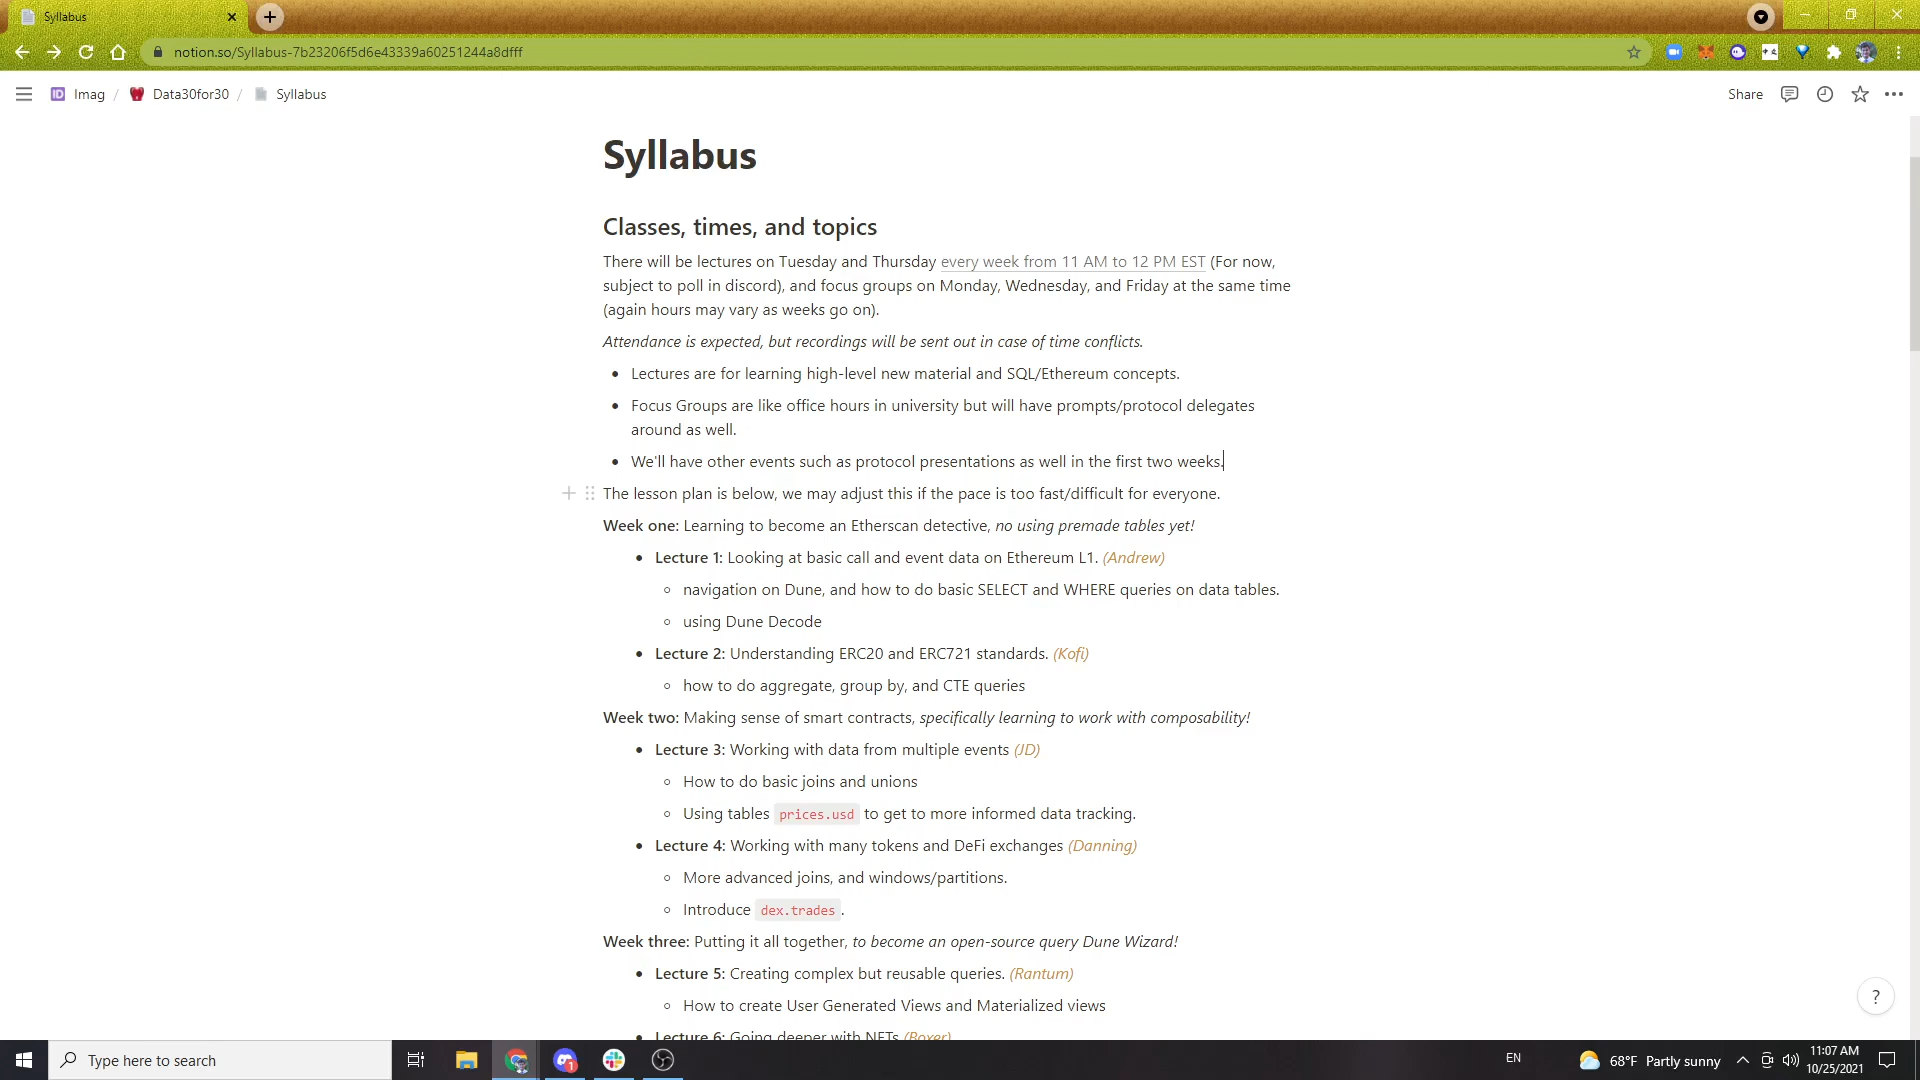 Syllabus
notion.so/Syllabus-7b23206f5d6e43339a60251244a8dfff
Imag / Data30for30 / Syllabus
Share
Syllabus
Classes, times, and topics
There will be lectures on Tuesday and Thursday every week from 11 AM to 12 PM EST (For now,
subject to poll in discord), and focus groups on Monday, Wednesday, and Friday at the same time
(again hours may vary as weeks go on).
Attendance is expected, but recordings will be sent out in case of time conflicts.
• Lectures are for learning high-level new material and SQL/Ethereum concepts.
• Focus Groups are like office hours in university but will have prompts/protocol delegates
around as well.
• We'll have other events such as protocol presentations as well in the first two weeks.
The lesson plan is below, we may adjust this if the pace is too fast/difficult for everyone.
Week one: Learning to become an Etherscan detective, no using premade tables yet!
• Lecture 1: Looking at basic call and event data on Ethereum L1. (Andrew)
◦ navigation on Dune, and how to do basic SELECT and WHERE queries on data tables.
◦ using Dune Decode
• Lecture 2: Understanding ERC20 and ERC721 standards. (Kofi)
◦ how to do aggregate, group by, and CTE queries
Week two: Making sense of smart contracts, specifically learning to work with composability!
• Lecture 3: Working with data from multiple events (JD)
◦ How to do basic joins and unions
◦ Using tables prices.usd to get to more informed data tracking.
• Lecture 4: Working with many tokens and DeFi exchanges (Danning)
◦ More advanced joins, and windows/partitions.
◦ Introduce dex.trades.
Week three: Putting it all together, to become an open-source query Dune Wizard!
• Lecture 5: Creating complex but reusable queries. (Rantum)
◦ How to create User Generated Views and Materialized views
• Lecture 6: Going deeper with NFTs (Boxer)
?
Type here to search
EN
68°F Partly sunny
11:07 AM
10/25/2021